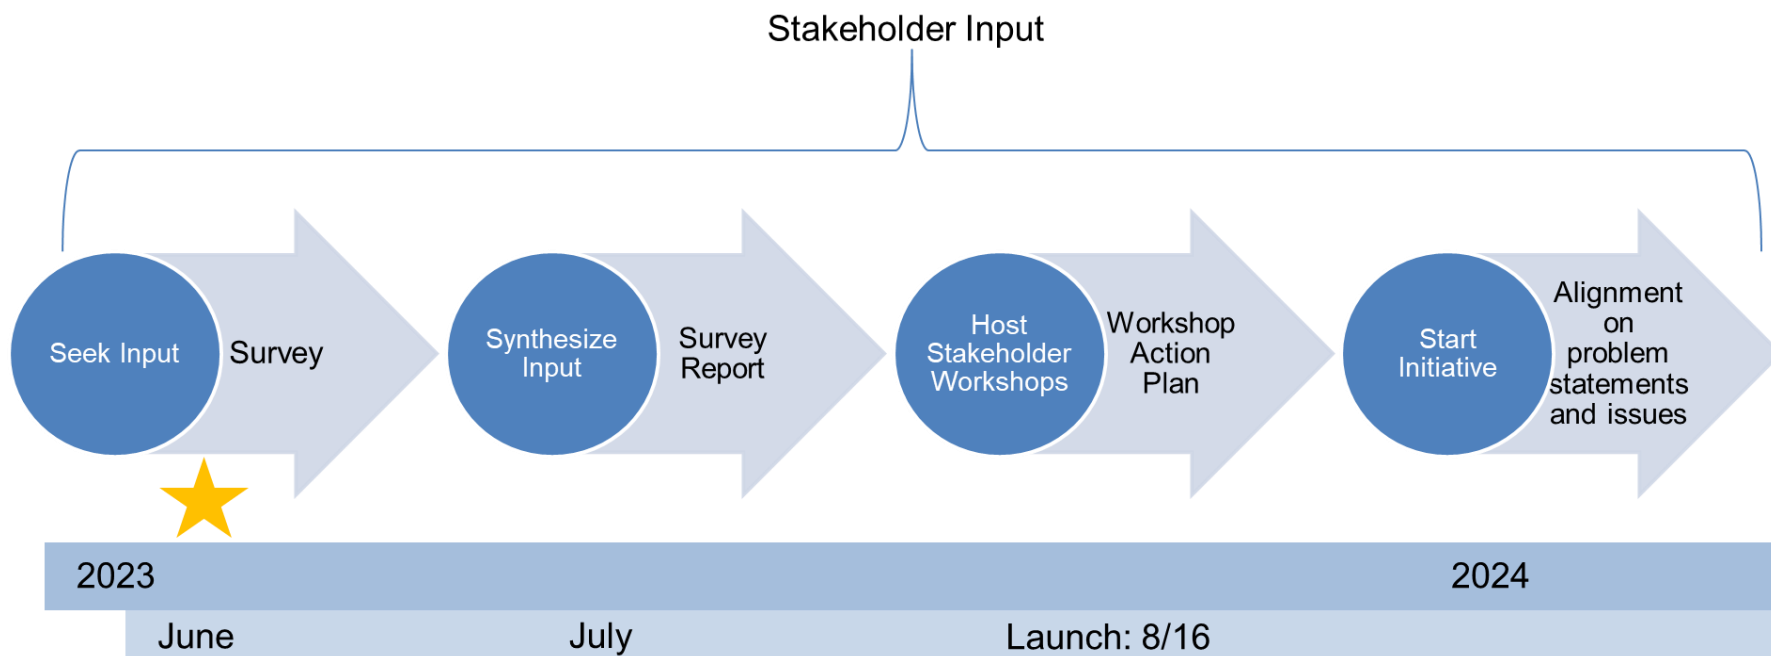 Stakeholder Input
Seek Input
Survey
Synthesize
Input
Survey
Report
Host
Stakeholder
Workshops
Workshop
Action
Plan
Start
Initiative
Alignment
on
problem
statements
and issues
2023
2024
June
July
Launch: 8/16